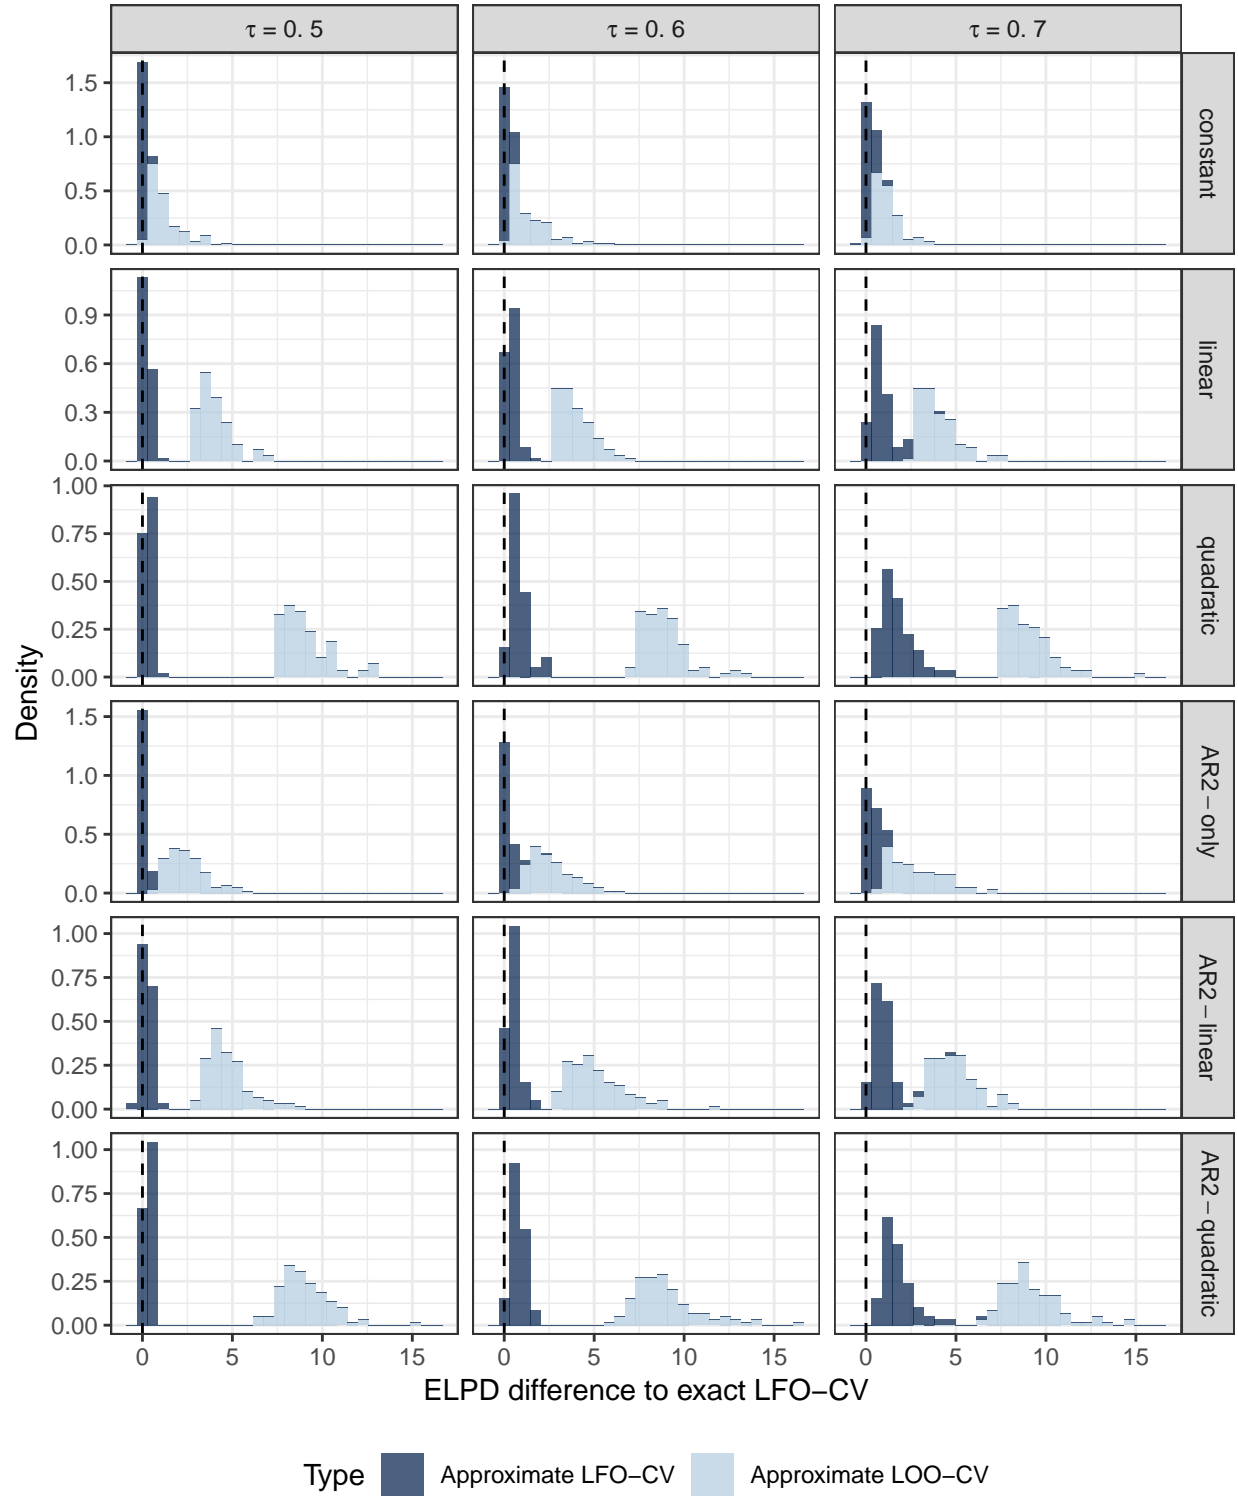 τ = 0. 5
τ = 0. 6
τ = 0. 7
1.5
1.0
0.5
0.0
constant
0.9
0.6
0.3
0.0
linear
1.00
0.75
0.50
0.25
0.00
quadratic
1.5
1.0
0.5
0.0
AR2−only
1.00
0.75
0.50
0.25
0.00
AR2−linear
1.00
0.75
0.50
0.25
0.00
AR2−quadratic
Density
0 5 10 15
0 5 10 15
0 5 10 15
ELPD difference to exact LFO−CV
Type Approximate LFO−CV Approximate LOO−CV